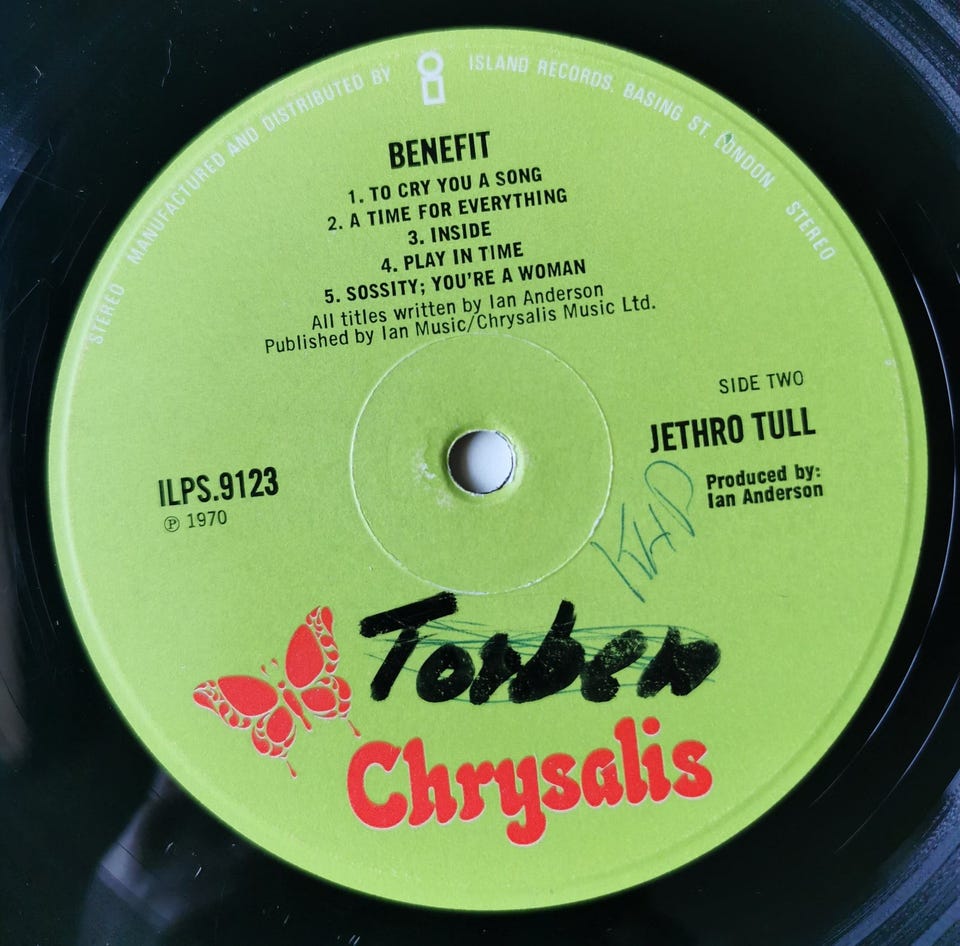 STEREO MANUFACTURED AND DISTRIBUTED BY ISLAND RECORDS, BASING ST. LONDON STEREO
BENEFIT
1. TO CRY YOU A SONG
2. A TIME FOR EVERYTHING
3. INSIDE
4. PLAY IN TIME
5. SOSSITY; YOU'RE A WOMAN
All titles written by Ian Anderson
Published by Ian Music/Chrysalis Music Ltd.
SIDE TWO
JETHRO TULL
Produced by:
Ian Anderson
ILPS.9123
℗ 1970
KHP
Torben
Chrysalis